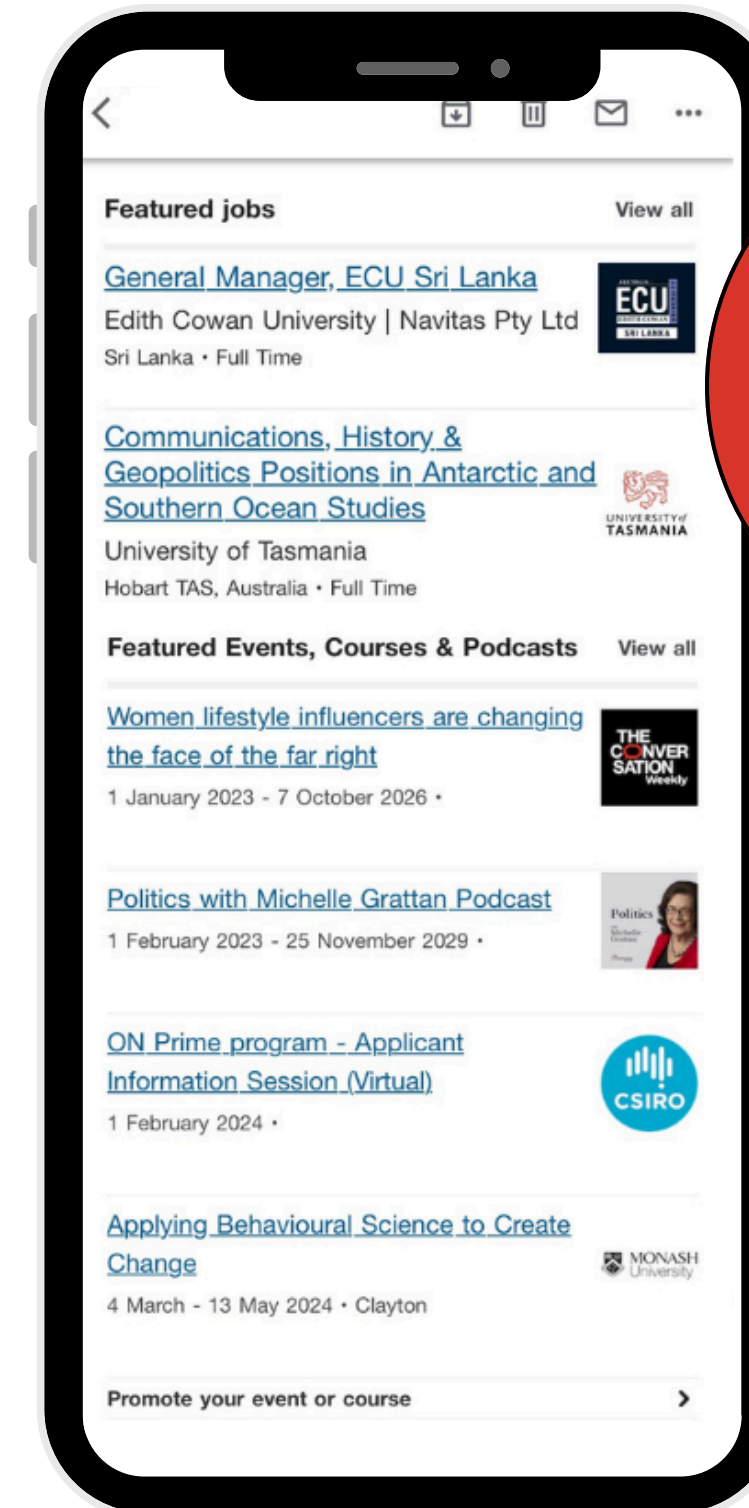 Featured jobs View all
General Manager, ECU Sri Lanka
Edith Cowan University | Navitas Pty Ltd
Sri Lanka • Full Time
ECU
SRI LANKA
Communications, History &
Geopolitics Positions in Antarctic and
Southern Ocean Studies
University of Tasmania
Hobart TAS, Australia • Full Time
UNIVERSITY of
TASMANIA
Featured Events, Courses & Podcasts View all
Women lifestyle influencers are changing
the face of the far right
1 January 2023 - 7 October 2026 •
THE
CONVER
SATION
Weekly
Politics with Michelle Grattan Podcast
1 February 2023 - 25 November 2029 •
Politics
Michelle
Grattan
ON Prime program - Applicant
Information Session (Virtual)
1 February 2024 •
CSIRO
Applying Behavioural Science to Create
Change
4 March - 13 May 2024 • Clayton
MONASH
University
Promote your event or course